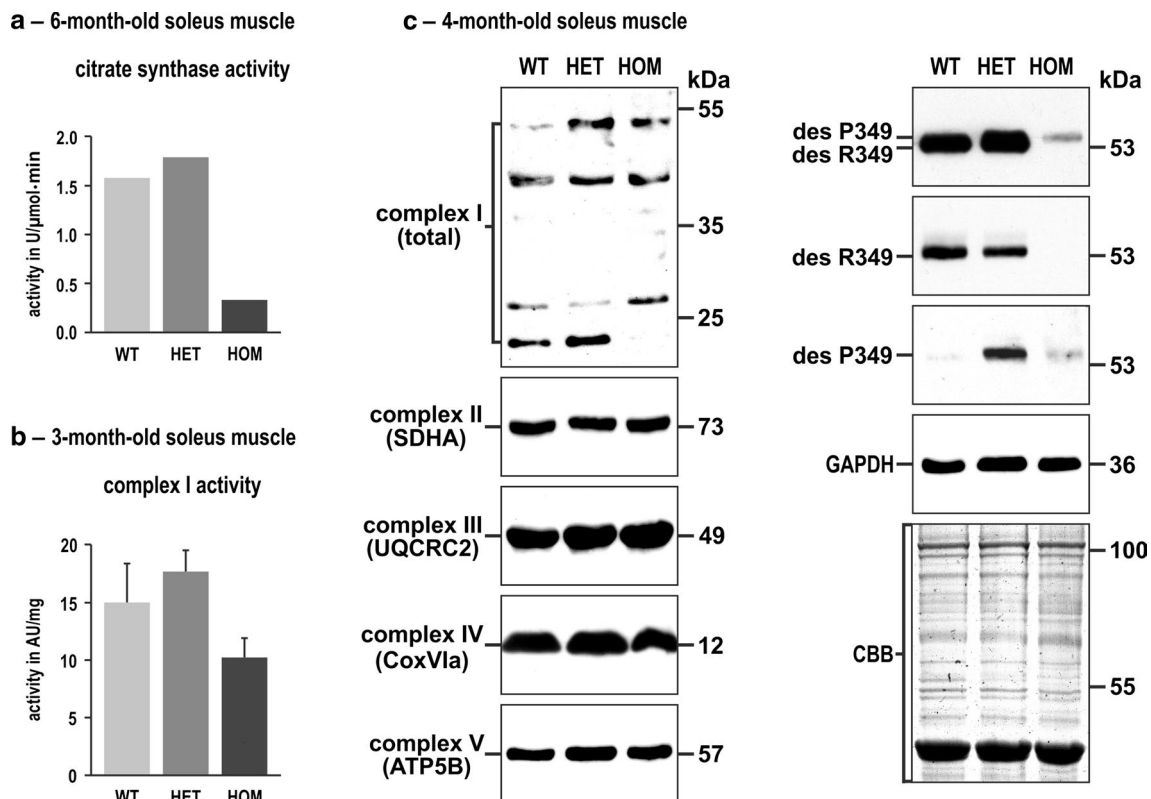 a – 6-month-old soleus muscle
citrate synthase activity
activity in U/µmol-min
2.0
1.5
1.0
0.5
0.0
WT HET HOM
b – 3-month-old soleus muscle
complex I activity
activity in AU/mg
20
15
10
5
0
WT HET HOM
c – 4-month-old soleus muscle
WT HET HOM
kDa
55
complex I
(total)
35
25
complex II
(SDHA)
73
complex III
(UQCRC2)
49
complex IV
(CoxVIa)
12
complex V
(ATP5B)
57
WT HET HOM
kDa
des P349
des R349
53
des R349
53
des P349
53
GAPDH
36
100
CBB
55